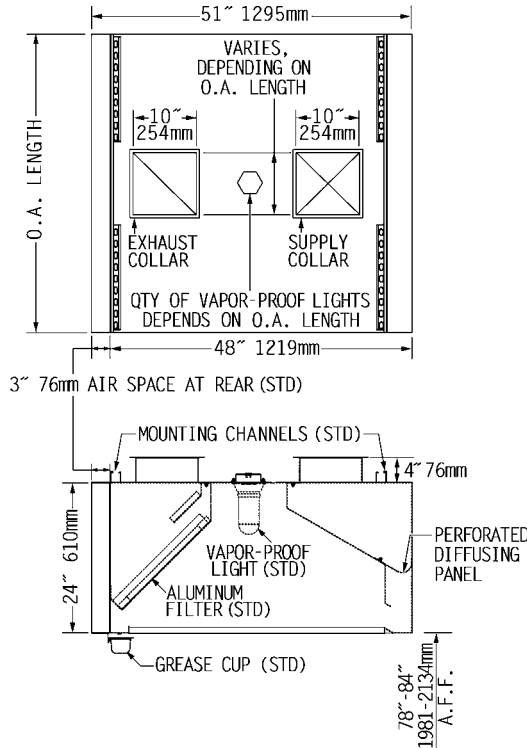 51˝ 1295mm
VARIES,
DEPENDING ON
O.A. LENGTH
10˝
254mm
10˝
254mm
O.A. LENGTH
EXHAUST
COLLAR
SUPPLY
COLLAR
QTY OF VAPOR-PROOF LIGHTS
DEPENDS ON O.A. LENGTH
48˝ 1219mm
3˝ 76mm AIR SPACE AT REAR (STD)
MOUNTING CHANNELS (STD)
4˝ 76mm
24˝ 610mm
VAPOR-PROOF
LIGHT (STD)
PERFORATED
DIFFUSING
PANEL
ALUMINUM
FILTER (STD)
GREASE CUP (STD)
78˝-84˝
1981-2134mm
A.F.F.